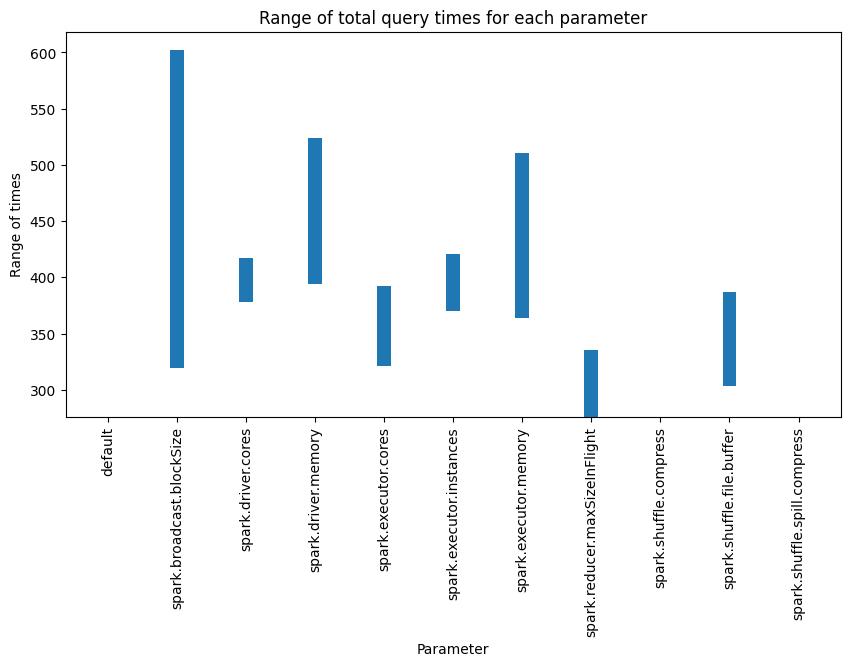 Range of total query times for each parameter
600
550
500
450
400
350
300
Range of times
default
spark.broadcast.blockSize
spark.driver.cores
spark.driver.memory
spark.executor.cores
spark.executor.instances
spark.executor.memory
spark.reducer.maxSizeInFlight
spark.shuffle.compress
spark.shuffle.file.buffer
spark.shuffle.spill.compress
Parameter